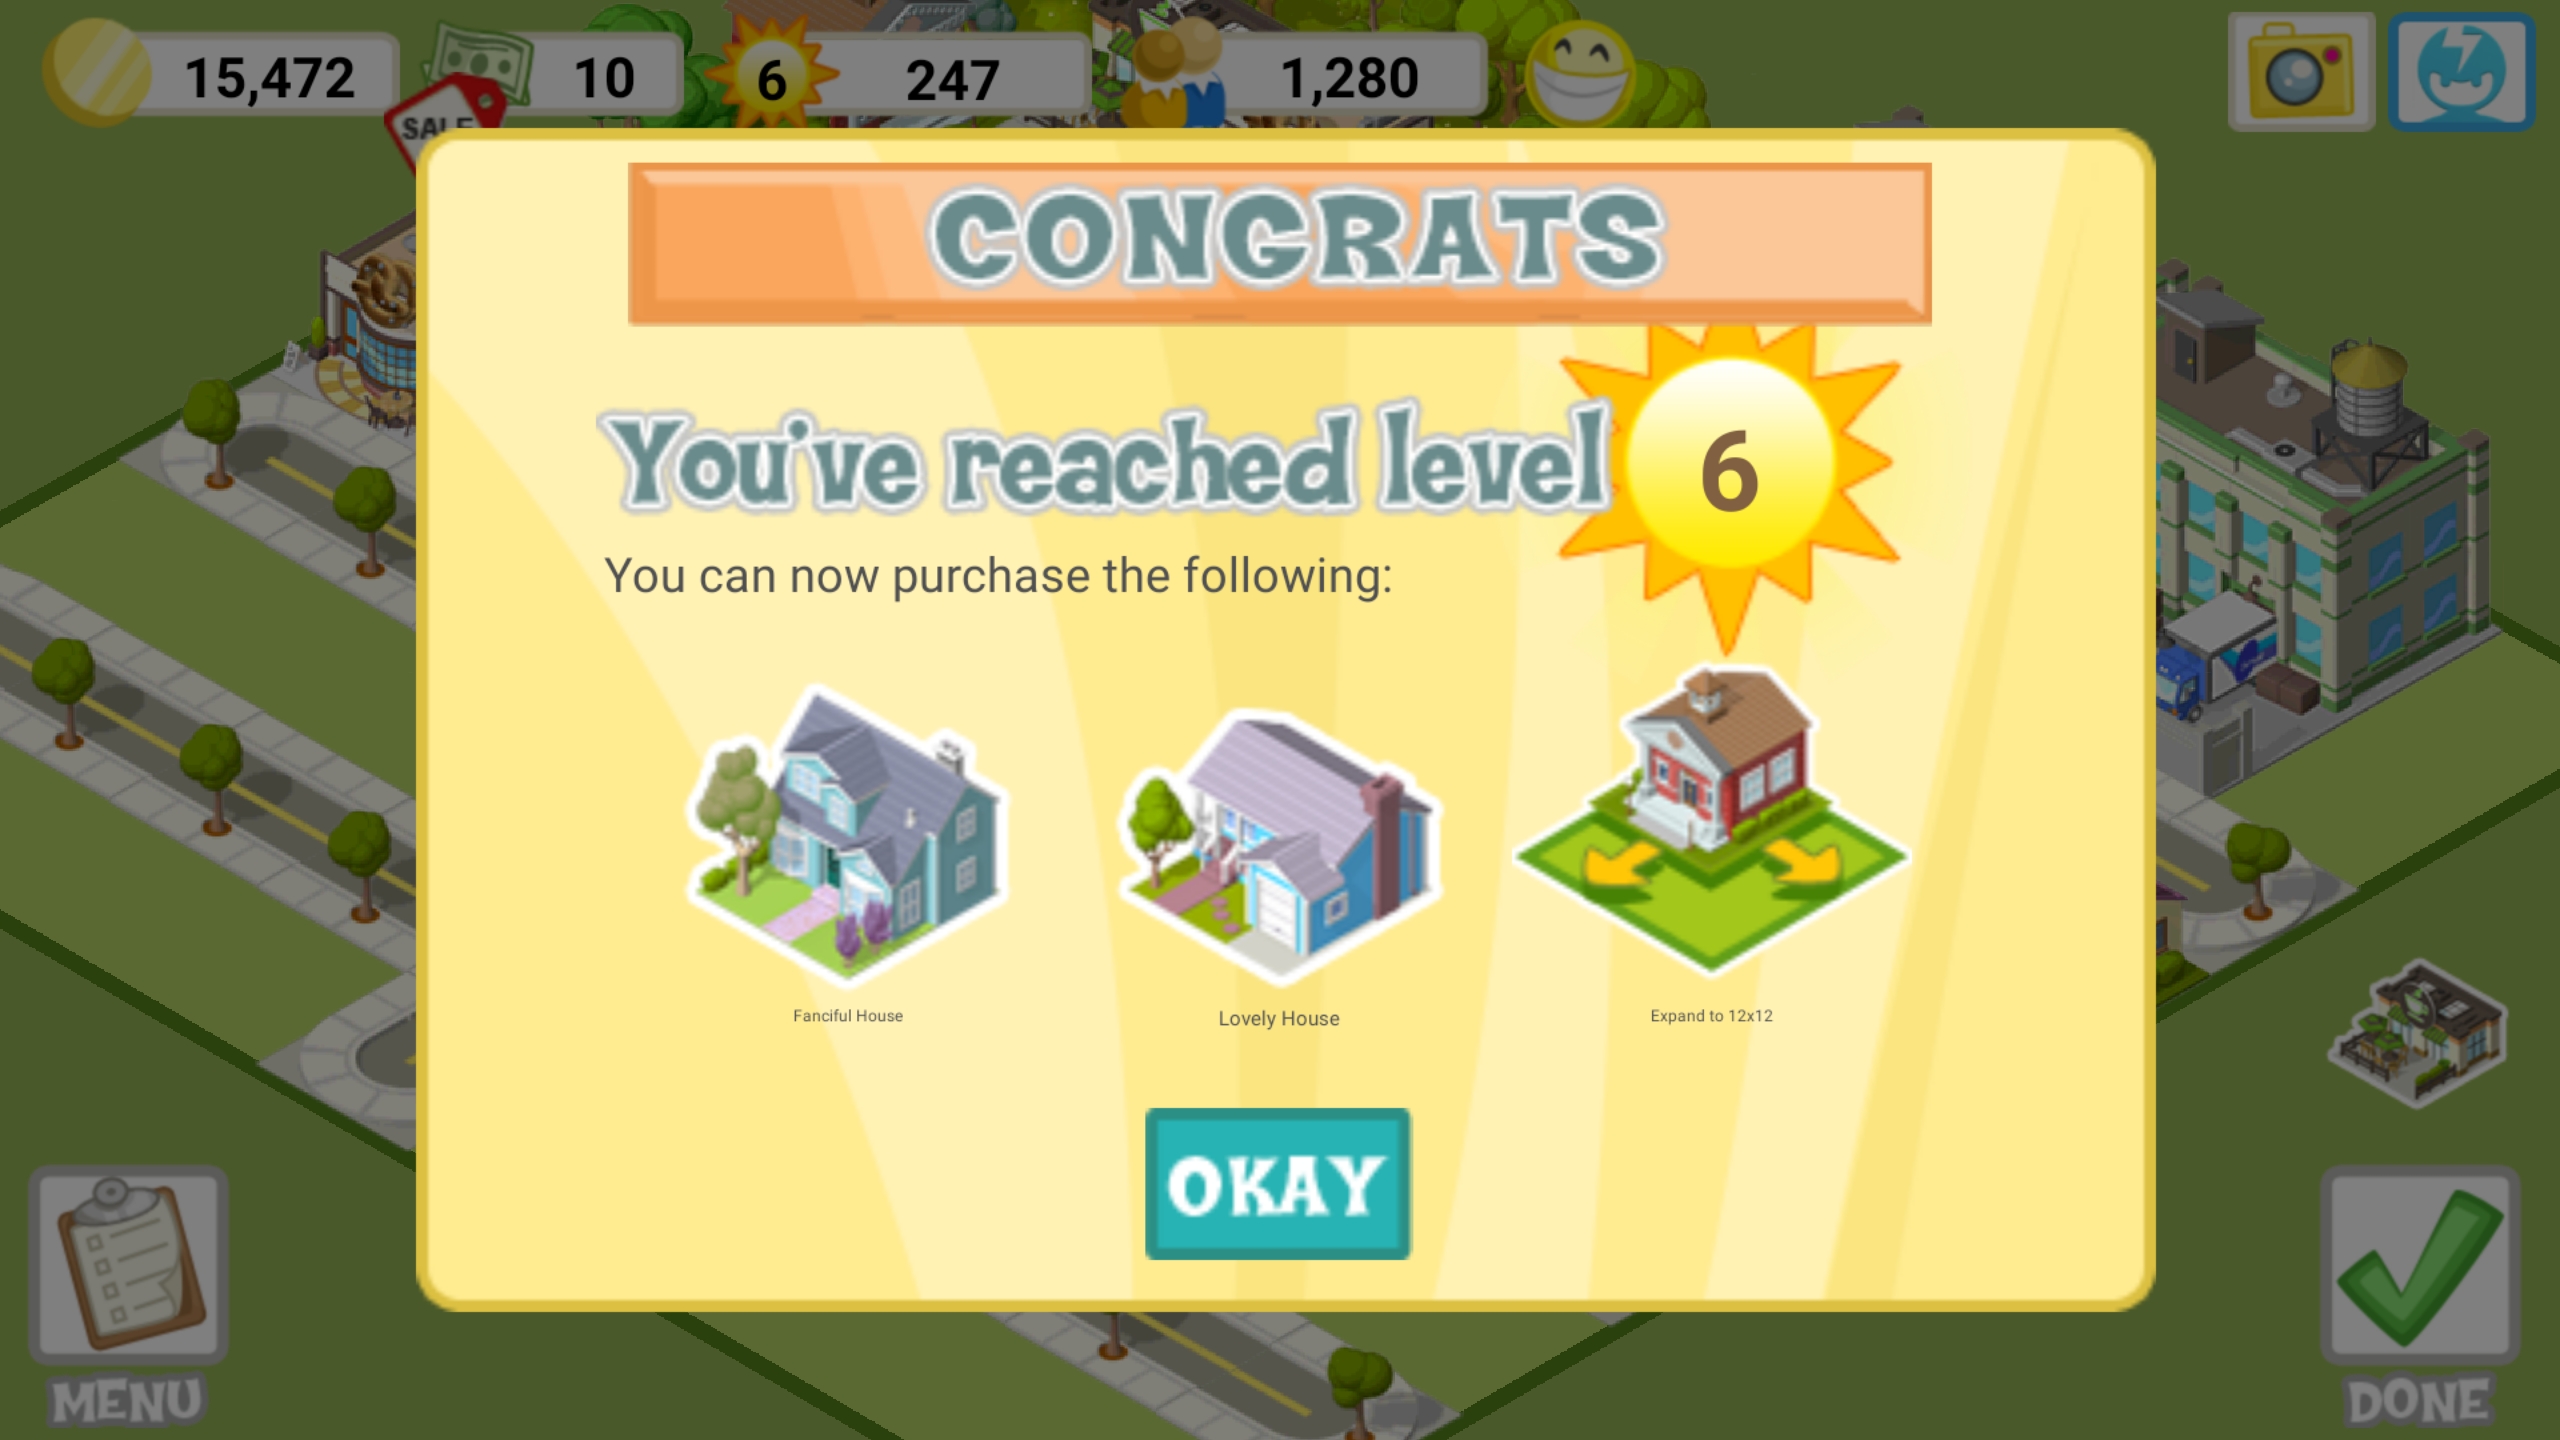 15,472
10
6
247
1,280
SALE
CONGRATS
You've reached level
6
You can now purchase the following:
Fanciful House
Lovely House
Expand to 12x12
OKAY
MENU
DONE